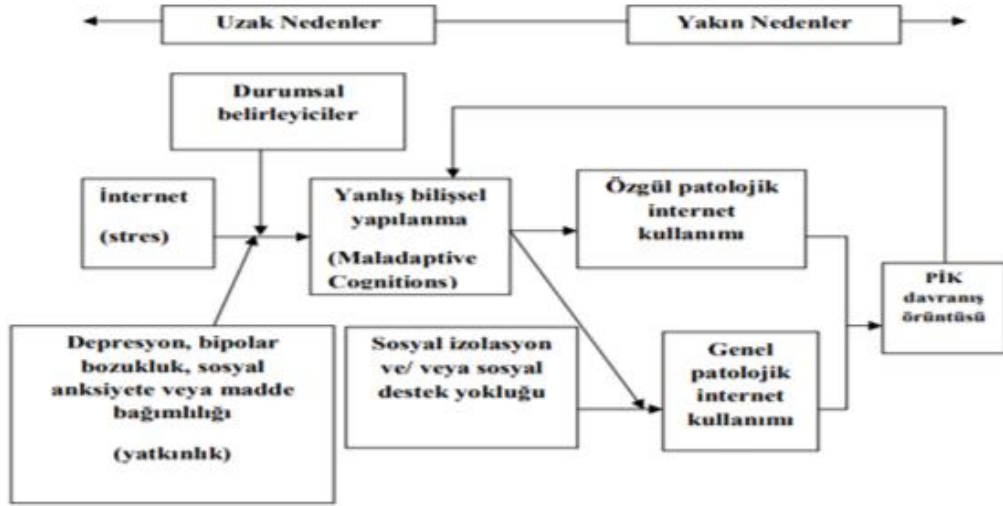 Uzak Nedenler
Yakın Nedenler
Durumsal
belirleyiciler
İnternet
(stres)
Yanlış bilişsel
yapılanma
(Maladaptive
Cognitions)
Özgül patolojik
internet
kullanımı
PİK
davranış
örüntüsü
Depresyon, bipolar
bozukluk, sosyal
anksiyete veya madde
bağımlılığı
(yatkınlık)
Sosyal izolasyon
ve/ veya sosyal
destek yokluğu
Genel
patolojik
internet
kullanımı